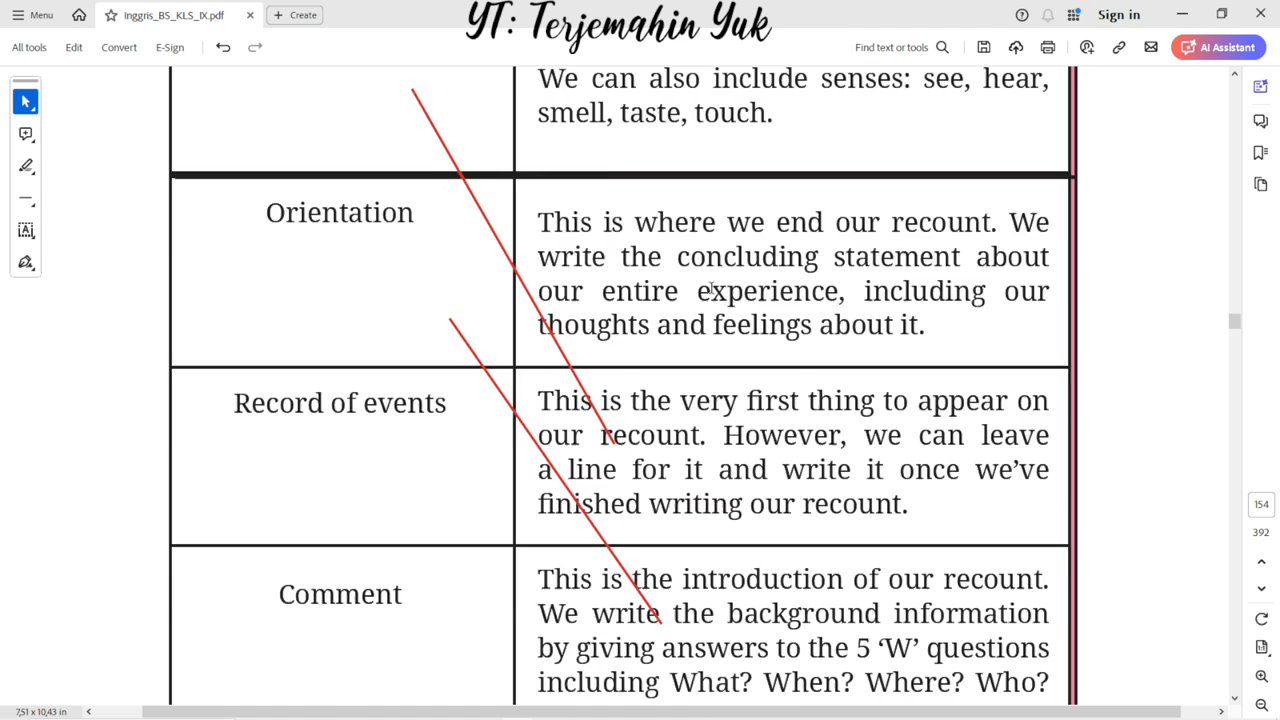 YT: Terjemahin Yuk
Menu
Inggris_BS_KLS_IX.pdf
Create
Sign in
All tools
Edit
Convert
E-Sign
Find text or tools
AI Assistant
We can also include senses: see, hear,
smell, taste, touch.
Orientation
This is where we end our recount. We
write the concluding statement about
our entire experience, including our
thoughts and feelings about it.
Record of events
This is the very first thing to appear on
our recount. However, we can leave
a line for it and write it once we’ve
finished writing our recount.
Comment
This is the introduction of our recount.
We write the background information
by giving answers to the 5 ‘W’ questions
including What? When? Where? Who?
154
392
7,51 x 10,43 in